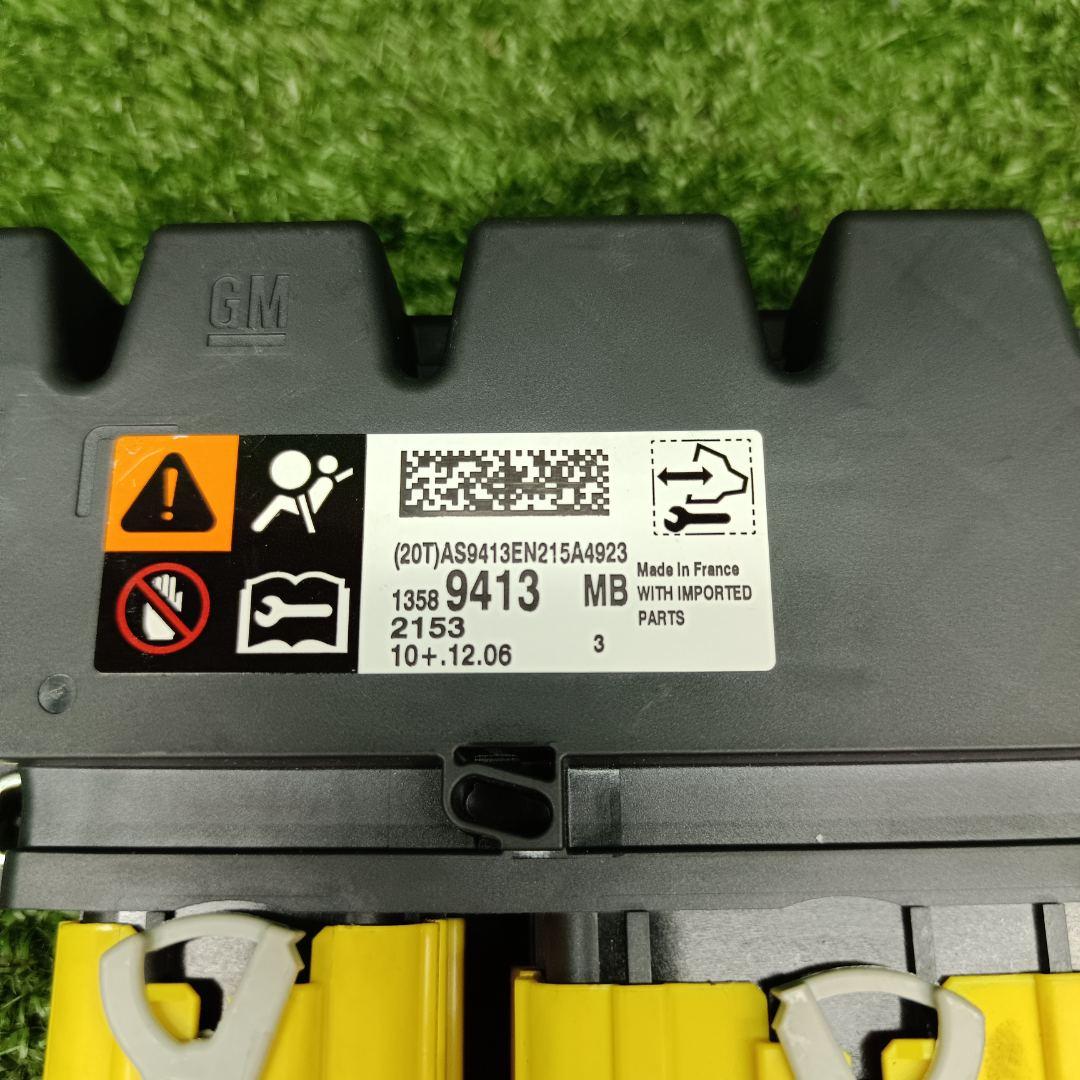 GM
(20T)AS9413EN215A4923
1358 9413 MB
2153
10+.12.06
3
Made in France
WITH IMPORTED
PARTS